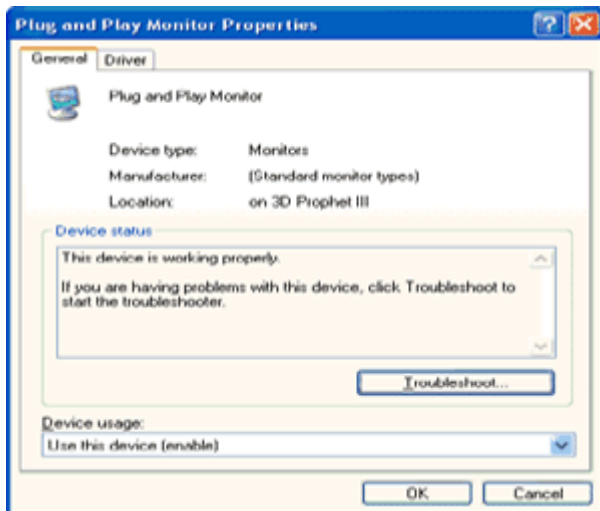 Plug and Play Monitor Properties
General Driver
Plug and Play Monitor
Device type: Monitors
Manufacturer: (Standard monitor types)
Location: on 3D Prophet III
Device status
This device is working properly.
If you are having problems with this device, click Troubleshoot to
start the troubleshooter.
Troubleshoot...
Device usage:
Use this device (enable)
OK Cancel